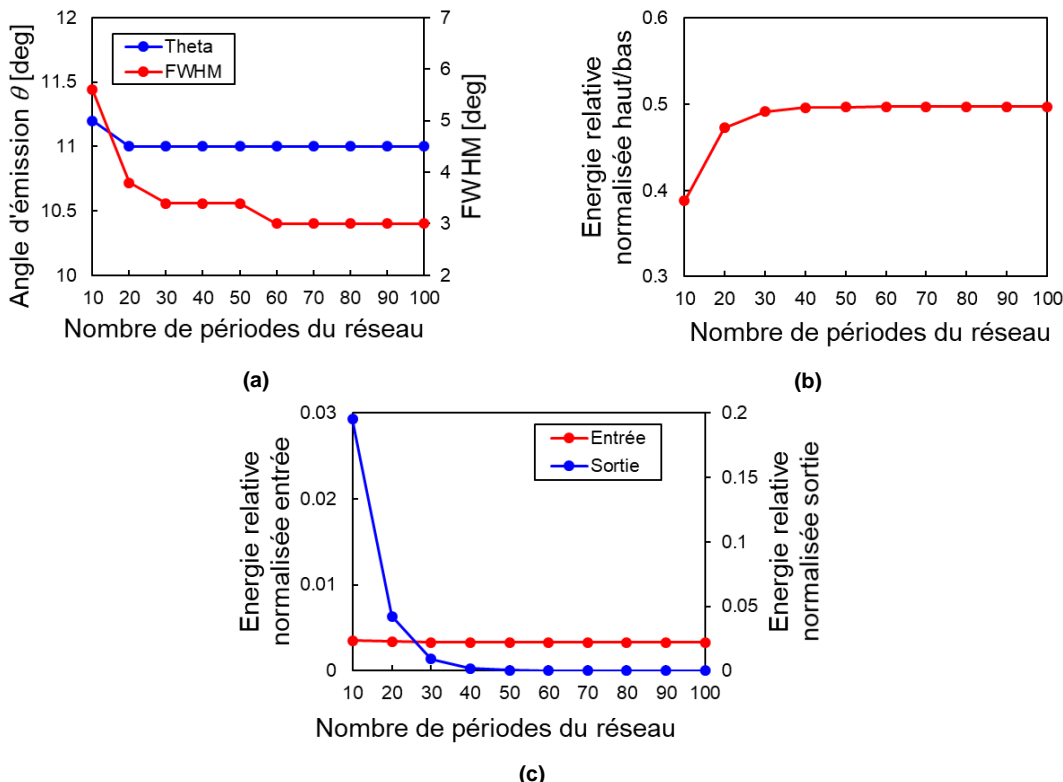 12
11.5
11
10.5
10
Angle d'émission θ [deg]
Theta
FWHM
7
6
5
4
3
2
FWHM [deg]
10 20 30 40 50 60 70 80 90 100
Nombre de périodes du réseau
(a)
0.6
0.5
0.4
0.3
Energie relative
normalisée haut/bas
10 20 30 40 50 60 70 80 90 100
Nombre de périodes du réseau
(b)
0.03
0.02
0.01
0
Energie relative
normalisée entrée
Entrée
Sortie
0.2
0.15
0.1
0.05
0
Energie relative
normalisée sortie
10 20 30 40 50 60 70 80 90 100
Nombre de périodes du réseau
(c)